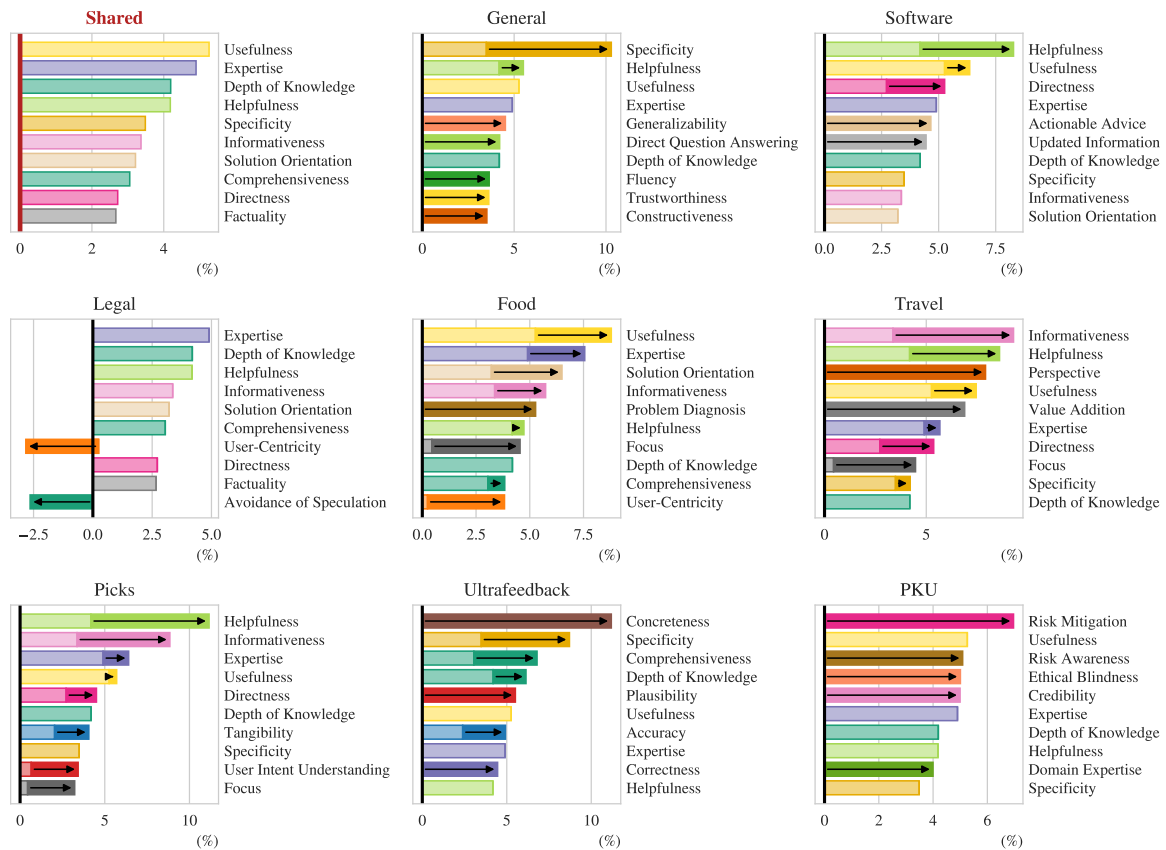 Shared
Usefulness
Expertise
Depth of Knowledge
Helpfulness
Specificity
Informativeness
Solution Orientation
Comprehensiveness
Directness
Factuality
0 2 4
(%)
General
Specificity
Helpfulness
Usefulness
Expertise
Generalizability
Direct Question Answering
Depth of Knowledge
Fluency
Trustworthiness
Constructiveness
0 5 10
(%)
Software
Helpfulness
Usefulness
Directness
Expertise
Actionable Advice
Updated Information
Depth of Knowledge
Specificity
Informativeness
Solution Orientation
0.0 2.5 5.0 7.5
(%)
Legal
Expertise
Depth of Knowledge
Helpfulness
Informativeness
Solution Orientation
Comprehensiveness
User-Centricity
Directness
Factuality
Avoidance of Speculation
−2.5 0.0 2.5 5.0
(%)
Food
Usefulness
Expertise
Solution Orientation
Informativeness
Problem Diagnosis
Helpfulness
Focus
Depth of Knowledge
Comprehensiveness
User-Centricity
0.0 2.5 5.0 7.5
(%)
Travel
Informativeness
Helpfulness
Perspective
Usefulness
Value Addition
Expertise
Directness
Focus
Specificity
Depth of Knowledge
0 5
(%)
Picks
Helpfulness
Informativeness
Expertise
Usefulness
Directness
Depth of Knowledge
Tangibility
Specificity
User Intent Understanding
Focus
0 5 10
(%)
Ultrafeedback
Concreteness
Specificity
Comprehensiveness
Depth of Knowledge
Plausibility
Usefulness
Accuracy
Expertise
Correctness
Helpfulness
0 5 10
(%)
PKU
Risk Mitigation
Usefulness
Risk Awareness
Ethical Blindness
Credibility
Expertise
Depth of Knowledge
Helpfulness
Domain Expertise
Specificity
0 2 4 6
(%)